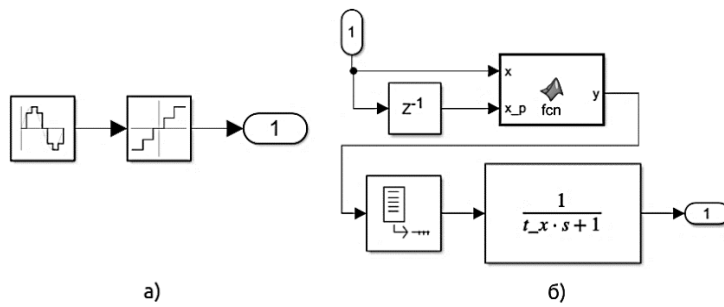 1
x
y
x_p
fcn
Z⁻¹
1
1
t_x · s + 1
1
а)
б)